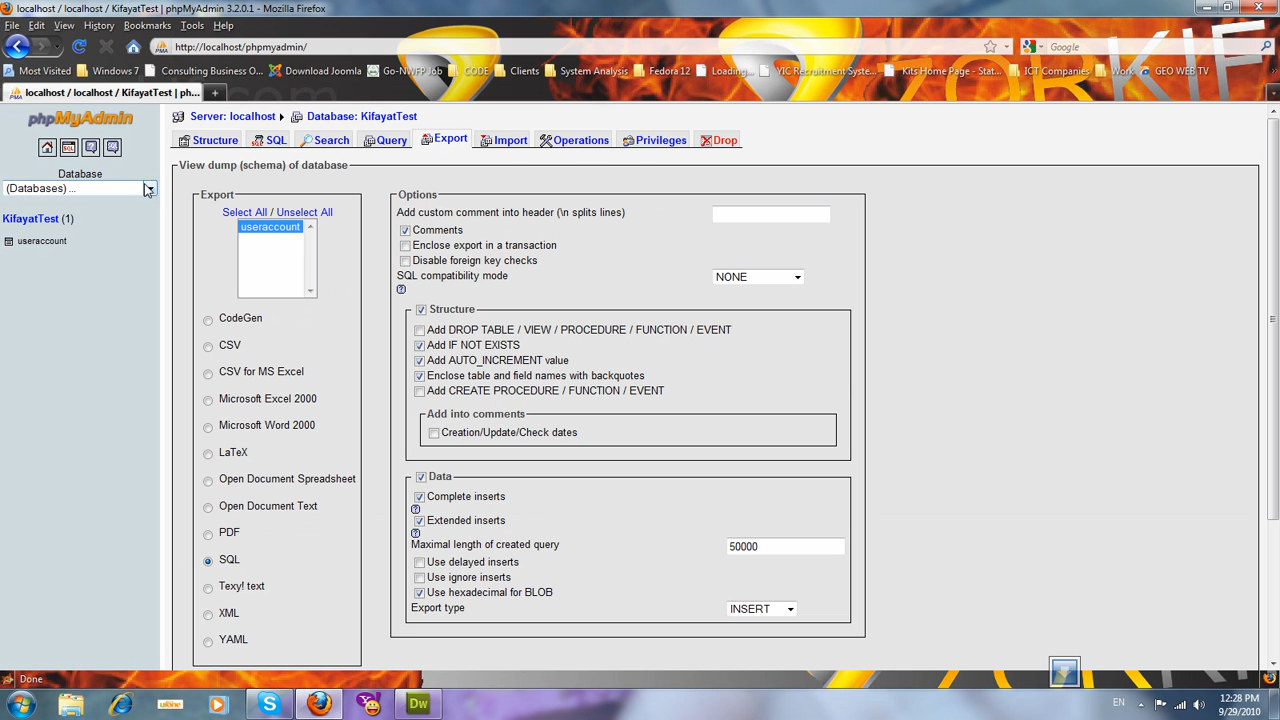 localhost / localhost / KifayatTest | phpMyAdmin 3.2.0.1 - Mozilla Firefox
File Edit View History Bookmarks Tools Help
http://localhost/phpmyadmin/
Google
Most Visited Windows 7 Consulting Business O... Download Joomla Go-NWFP Job CODE Clients System Analysis Fedora 12 Loading... VIC Recruitment Syste... Kits Home Page - Stat... ICT Companies Work GEO WEB TV
localhost / localhost / KifayatTest | ph...
phpMyAdmin
Database
(Databases) ...
KifayatTest (1)
useraccount
Server: localhost Database: KifayatTest
Structure SQL Search Query Export Import Operations Privileges Drop
View dump (schema) of database
Export
Select All / Unselect All
useraccount
CodeGen
CSV
CSV for MS Excel
Microsoft Excel 2000
Microsoft Word 2000
LaTeX
Open Document Spreadsheet
Open Document Text
PDF
SQL
Texy! text
XML
YAML
Options
Add custom comment into header (\n splits lines)
Comments
Enclose export in a transaction
Disable foreign key checks
SQL compatibility mode NONE
Structure
Add DROP TABLE / VIEW / PROCEDURE / FUNCTION / EVENT
Add IF NOT EXISTS
Add AUTO_INCREMENT value
Enclose table and field names with backquotes
Add CREATE PROCEDURE / FUNCTION / EVENT
Add into comments
Creation/Update/Check dates
Data
Complete inserts
Extended inserts
Maximal length of created query 50000
Use delayed inserts
Use ignore inserts
Use hexadecimal for BLOB
Export type INSERT
Done
EN 12:28 PM
9/29/2010